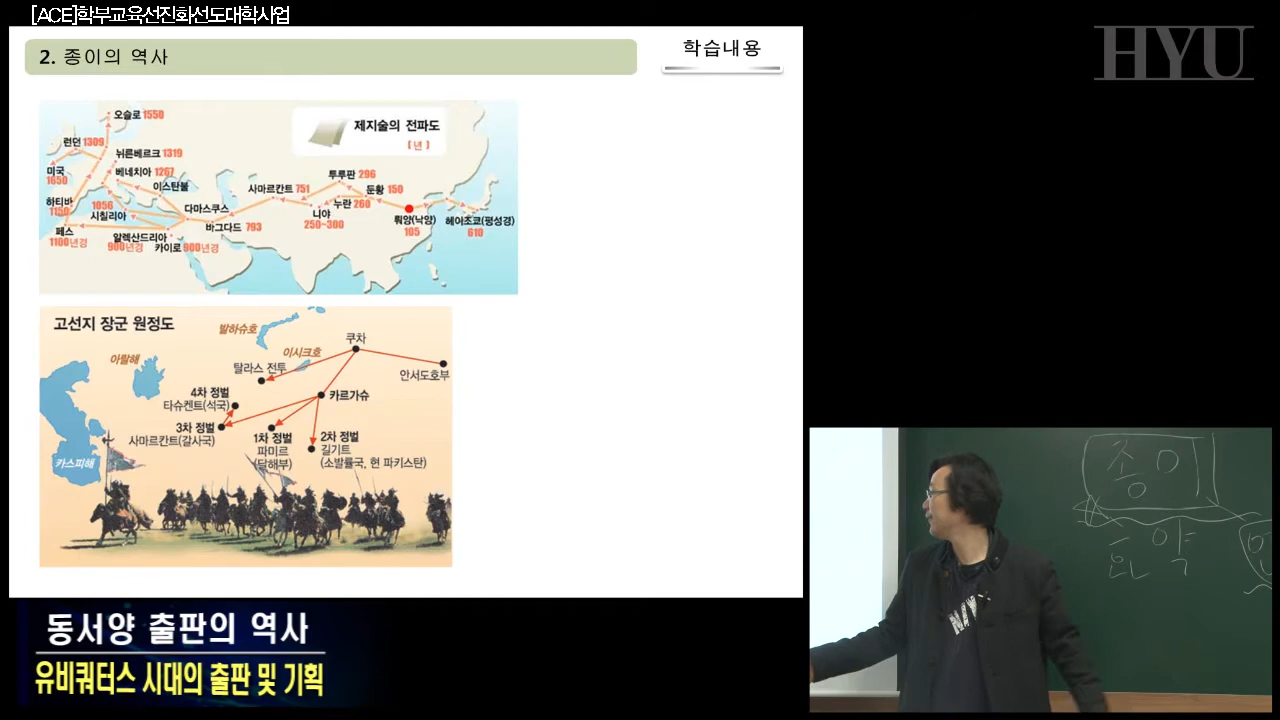 [ACE]학부교육선진화선도대학사업
HYU
2. 종이의 역사
학습내용
제지술의 전파도
[년]
오슬로 1550
런던 1309
뉘른베르크 1319
미국 1650
베네치아 1267
이스탄불
하티바 1150
1056 시칠리아
다마스쿠스
사마르칸트 751
투루판 296
둔황 150
누란 260
니야 250~300
뤄양(낙양) 105
헤아조쿄(평성경) 610
바그다드 793
페스 1100년경
알렉산드리아 900년경
카이로 900년경
고선지 장군 원정도
발하슈호
쿠차
이시크호
아랄해
탈라스 전투
안서도호부
4차 정벌
타슈켄트(석국)
카르가슈
3차 정벌
사마르칸트(갈사국)
1차 정벌
파미르
(달해부)
2차 정벌
길기트
(소발률국, 현 파키스탄)
카스피해
동서양 출판의 역사
유비쿼터스 시대의 출판 및 기획
종이
화약
NY